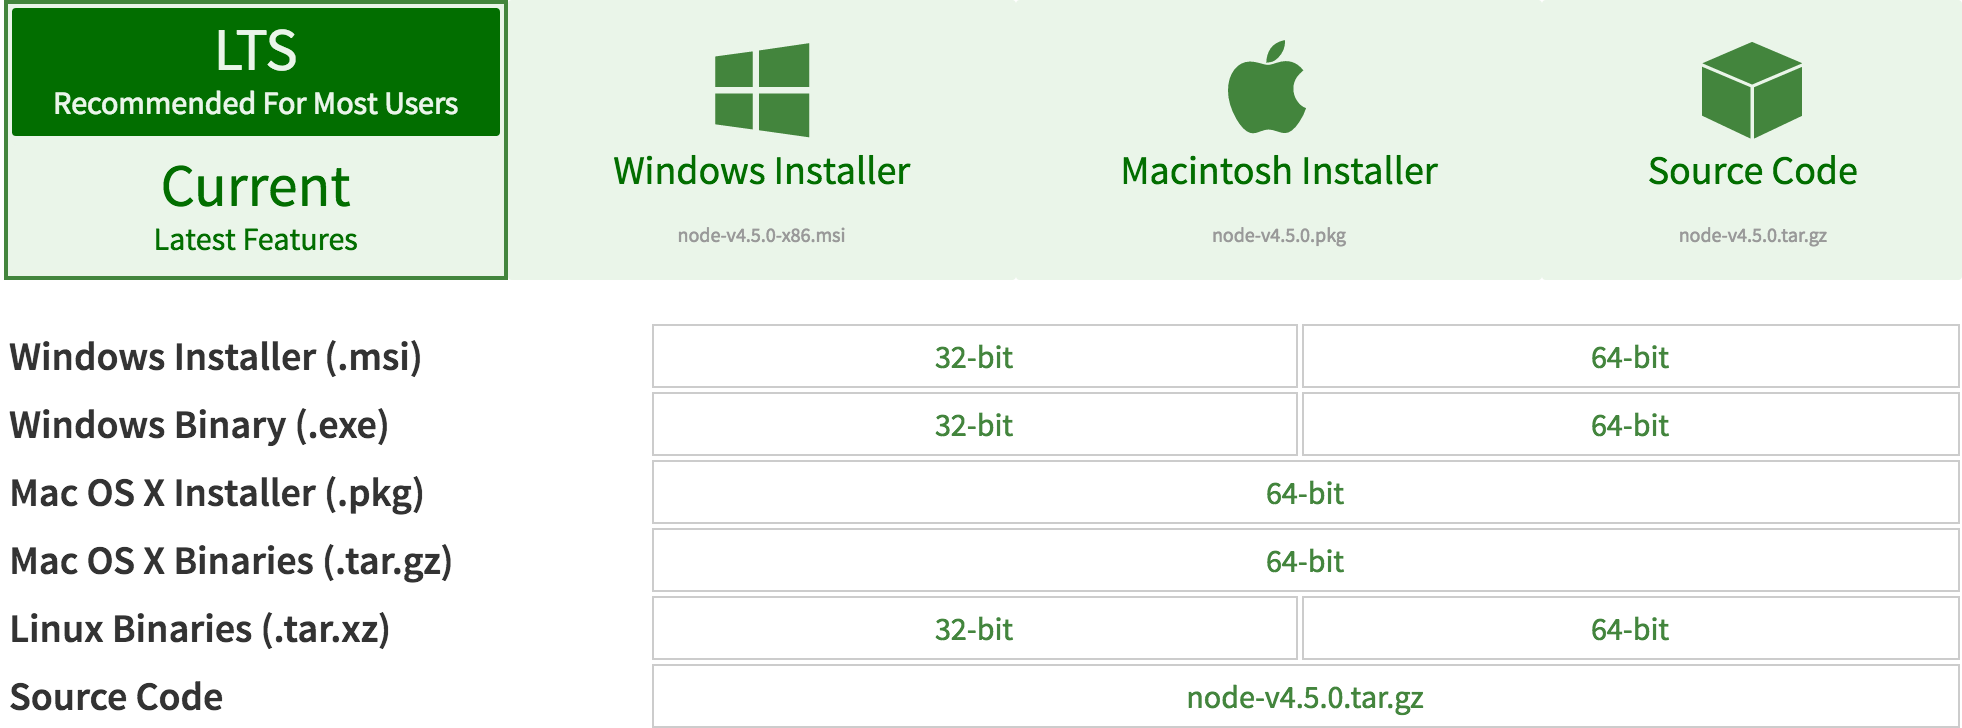 LTS
Recommended For Most Users
Current
Latest Features
Windows Installer
node-v4.5.0-x86.msi
Macintosh Installer
node-v4.5.0.pkg
Source Code
node-v4.5.0.tar.gz
Windows Installer (.msi) 32-bit 64-bit
Windows Binary (.exe) 32-bit 64-bit
Mac OS X Installer (.pkg) 64-bit
Mac OS X Binaries (.tar.gz) 64-bit
Linux Binaries (.tar.xz) 32-bit 64-bit
Source Code node-v4.5.0.tar.gz